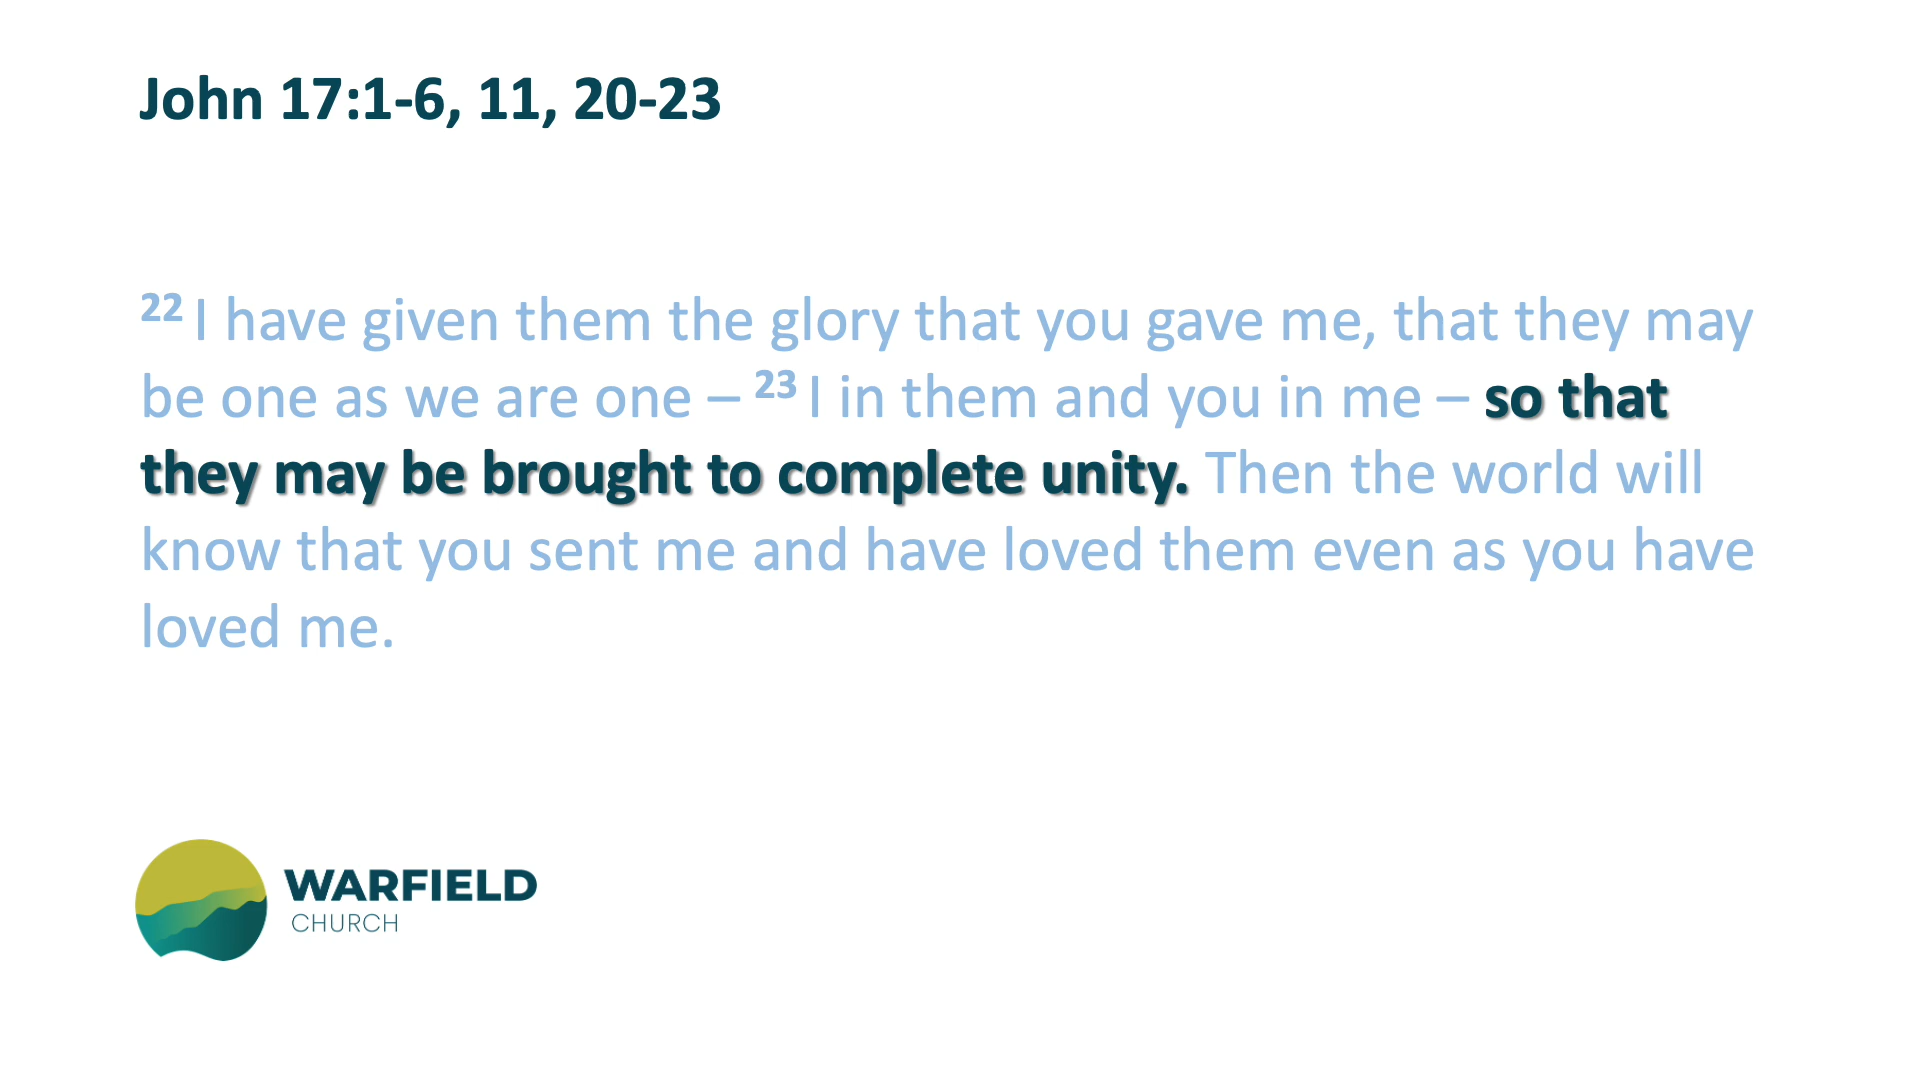 John 17:1-6, 11, 20-23
22 I have given them the glory that you gave me, that they may
be one as we are one – 23 I in them and you in me – so that
they may be brought to complete unity. Then the world will
know that you sent me and have loved them even as you have
loved me.
WARFIELD
CHURCH